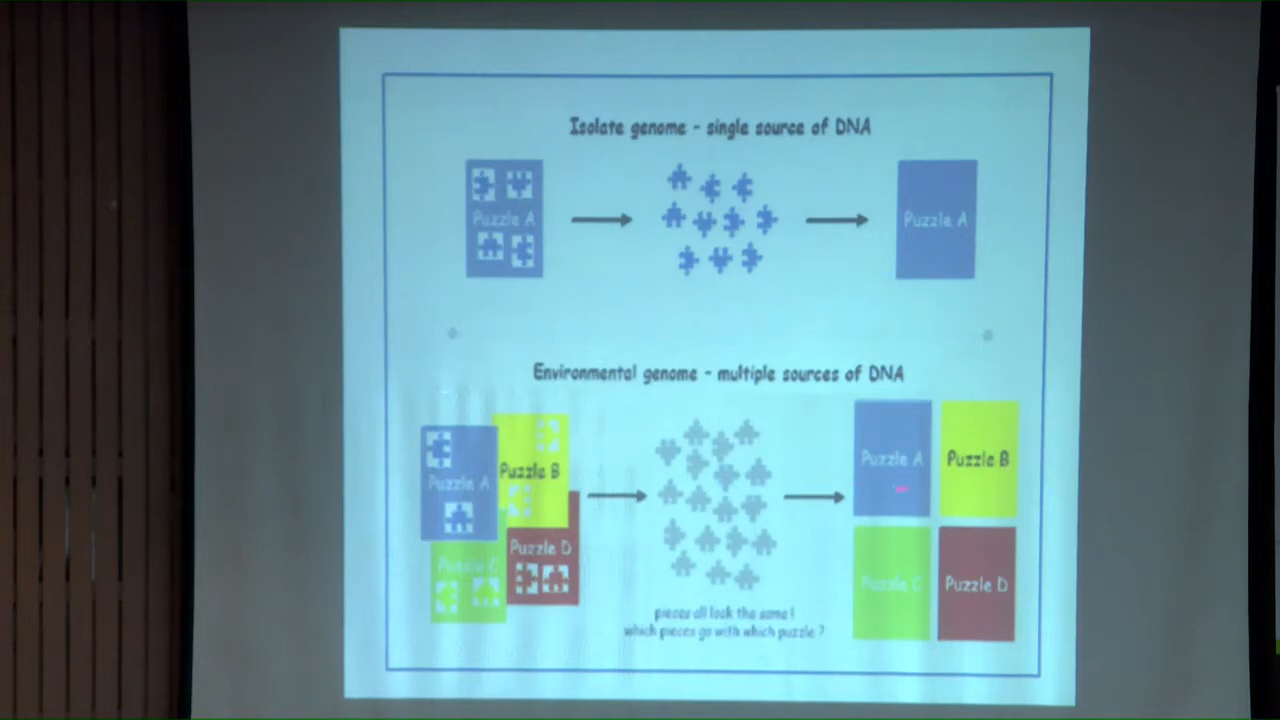 Isolate genome - single source of DNA
Puzzle A
Puzzle A
Environmental genome - multiple sources of DNA
Puzzle A
Puzzle B
Puzzle C
Puzzle D
pieces all look the same!
which pieces go with which puzzle ?
Puzzle A
Puzzle B
Puzzle C
Puzzle D